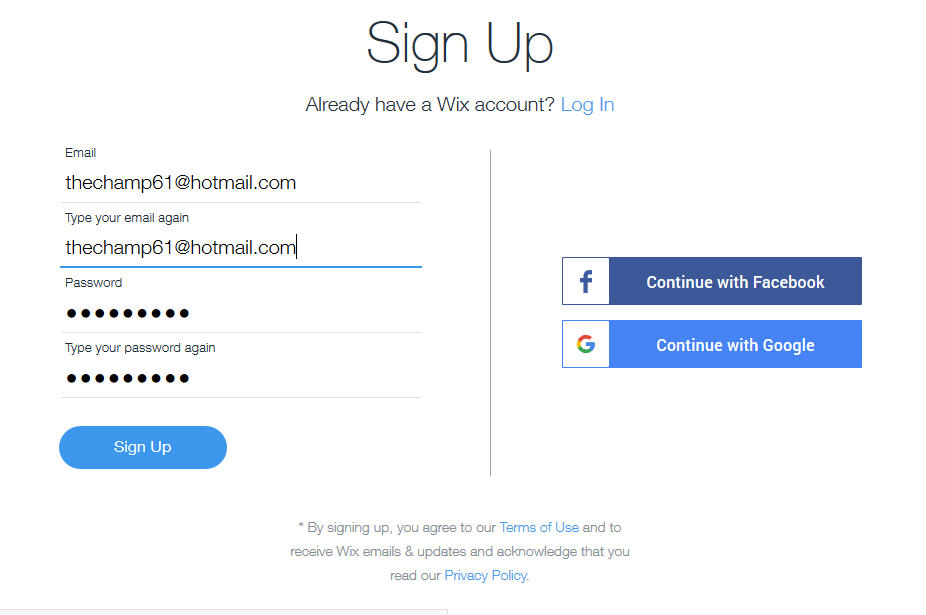 Sign Up
Already have a Wix account? Log In
Email
thechamp61@hotmail.com
Type your email again
thechamp61@hotmail.com
Password
●●●●●●●●●
Type your password again
●●●●●●●●●
Sign Up
f Continue with Facebook
G Continue with Google
* By signing up, you agree to our Terms of Use and to
receive Wix emails & updates and acknowledge that you
read our Privacy Policy.